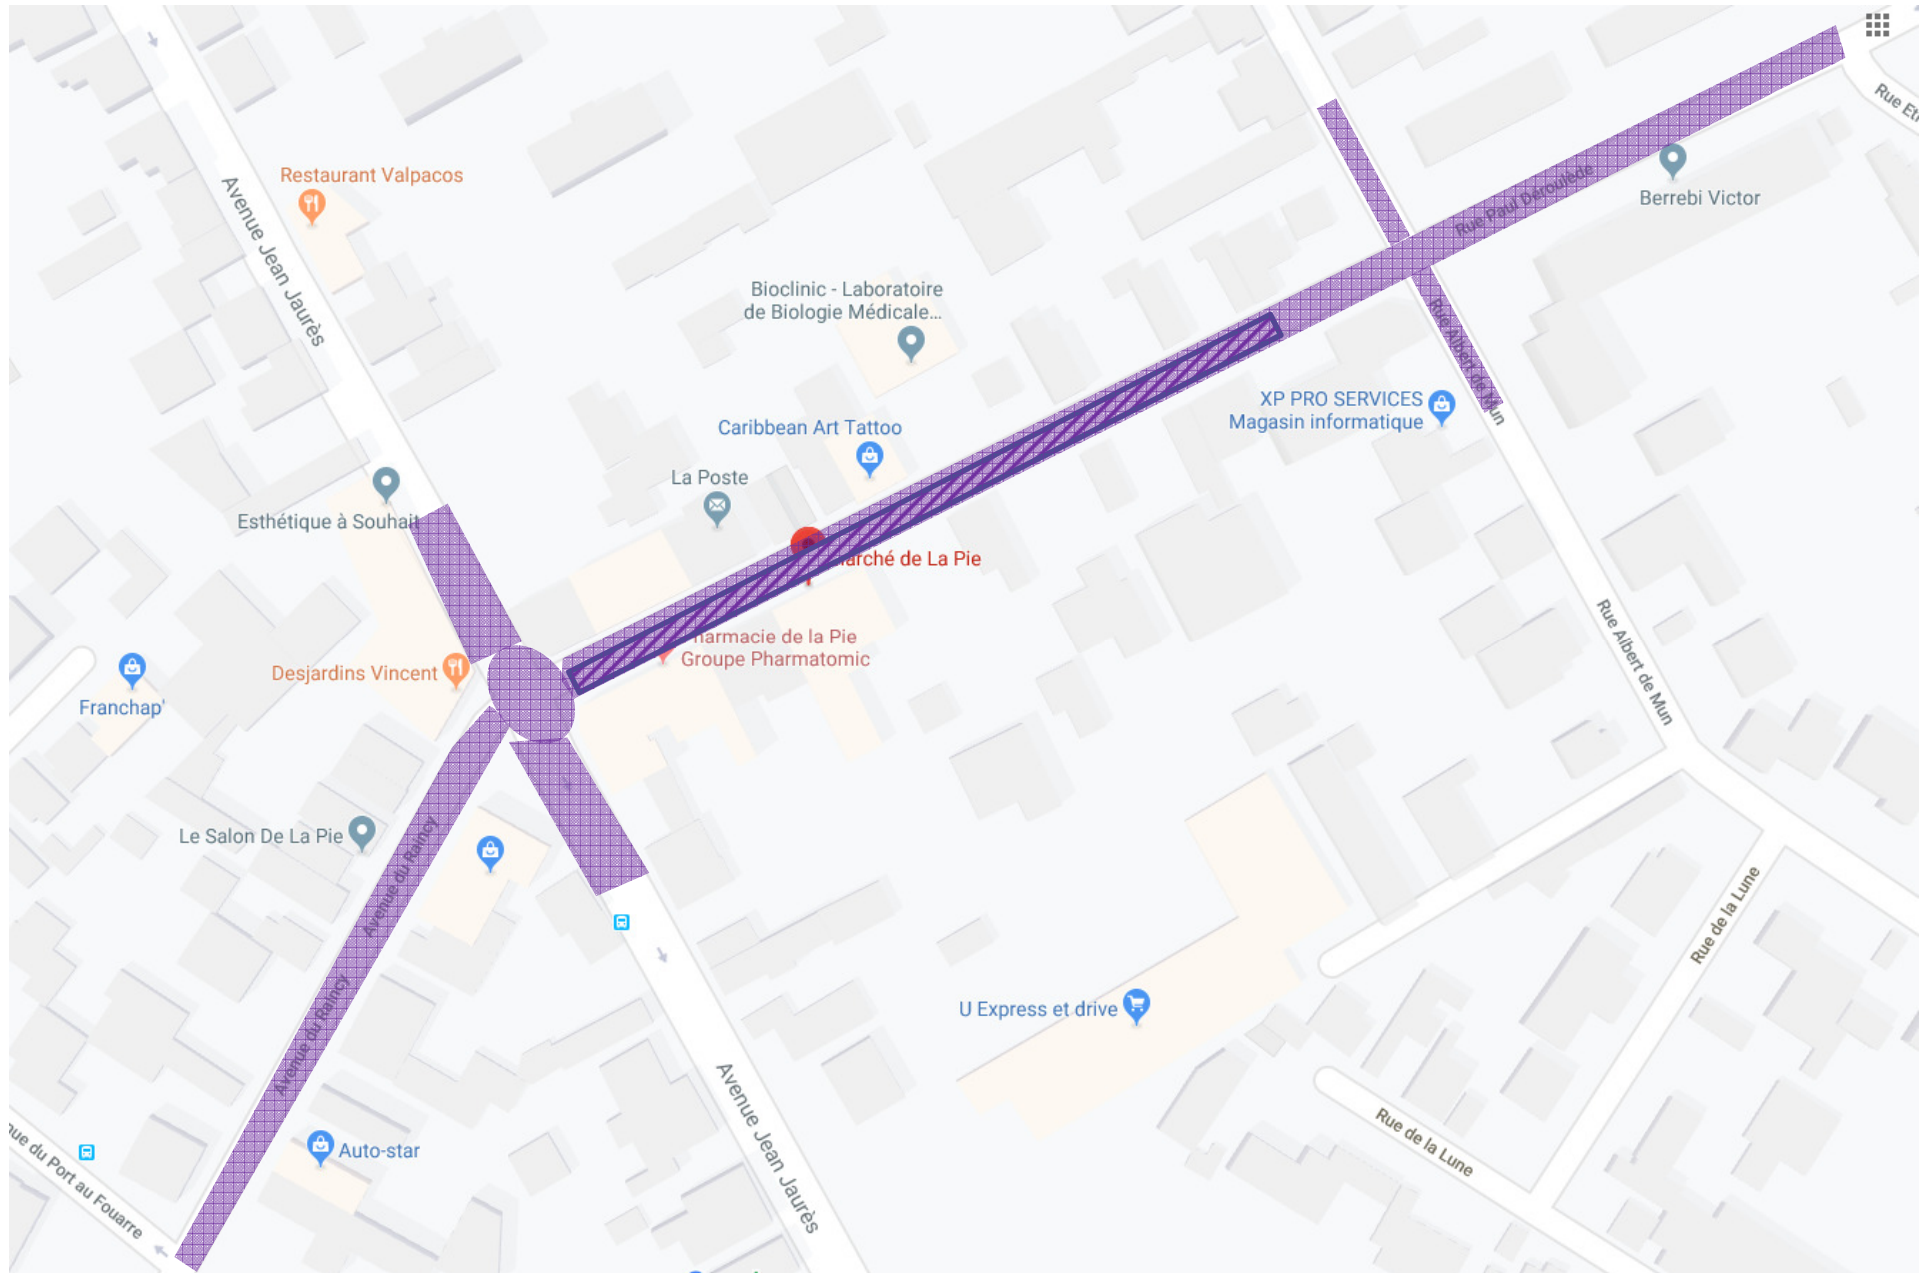 Rue Et
Restaurant Valpacos
Avenue Jean Jaurès
Berrebi Victor
Rue Paul Déroulède
Bioclinic - Laboratoire
de Biologie Médicale...
Rue Albert de Mun
XP PRO SERVICES
Magasin informatique
Caribbean Art Tattoo
La Poste
Esthétique à Souhait
arché de La Pie
harmacie de la Pie
Groupe Pharmatomic
Desjardins Vincent
Franchap'
Rue Albert de Mun
Le Salon De La Pie
Avenue du Raincy
Rue de la Lune
Avenue du Raincy
U Express et drive
Auto-star
nue du Port au Fouarre
Avenue Jean Jaurès
Rue de la Lune